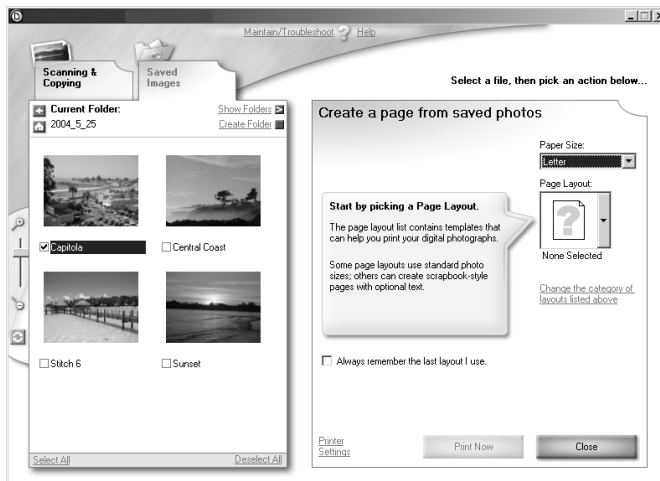 Maintain/Troubleshoot ? Help
Scanning &
Copying
Saved
Images
Select a file, then pick an action below...
Current Folder:
Show Folders
2004_5_25
Create Folder
Capitola
Central Coast
Stitch 6
Sunset
Select All
Deselect All
Create a page from saved photos
Paper Size:
Letter
Page Layout:
?
None Selected
Start by picking a Page Layout.
The page layout list contains templates that
can help you print your digital photographs.
Some page layouts use standard photo
sizes; others can create scrapbook-style
pages with optional text.
Change the category of
layouts listed above
Always remember the last layout I use.
Printer
Settings
Print Now
Close